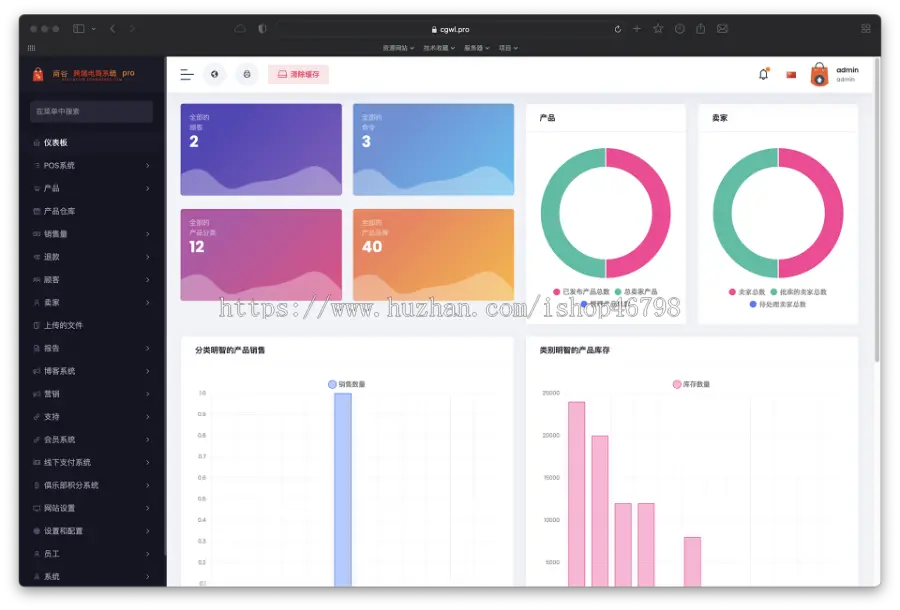 cgwl.pro
资源网站
技术收藏
服务器
项目
跨境电商系统 pro
清除缓存
admin
admin
在菜单中搜索
仪表板
POS系统
产品
产品仓库
销售量
退款
顾客
卖家
上传的文件
报告
博客系统
营销
支持
会员系统
线下支付系统
俱乐部积分系统
网站设置
设置和配置
员工
系统
全部的
顾客
2
全部的
命令
3
全部的
产品分类
12
全部的
产品品牌
40
产品
已发布产品总数
总卖家产品
卖家
卖家总数
批准的卖家总数
待处理卖家总数
https://www.huzhan.com/ishop46798
分类明智的产品销售
销售数量
1.0
0.9
0.8
0.7
0.6
0.5
0.4
0.3
0.2
0.1
类别明智的产品库存
库存数量
25000
20000
15000
10000
5000